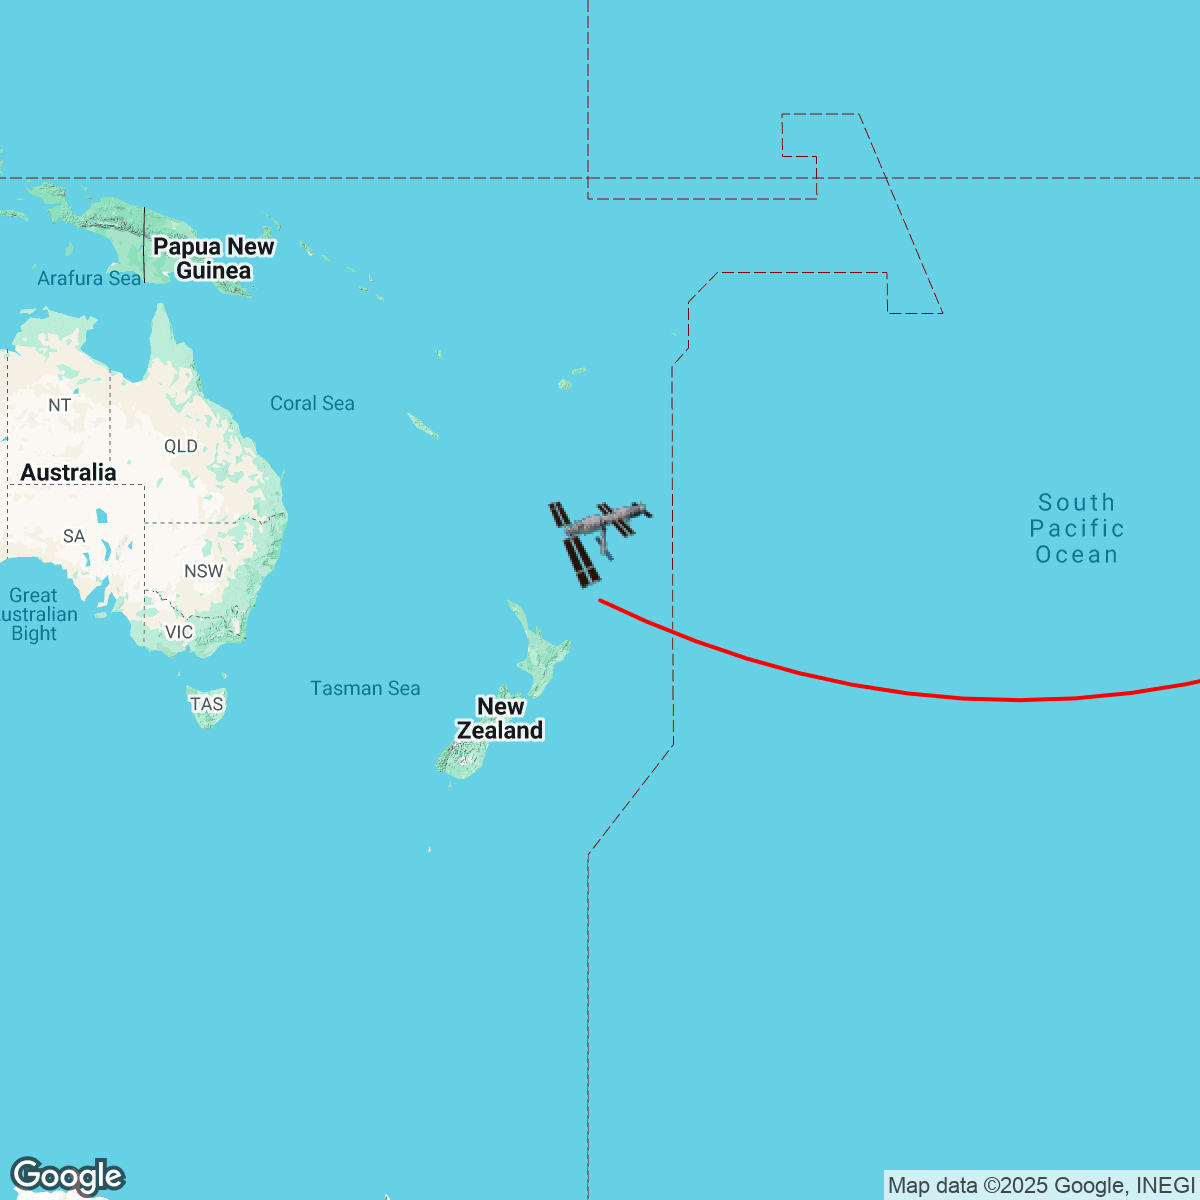 Papua New
Guinea
Arafura Sea
NT
Coral Sea
QLD
Australia
South
Pacific
Ocean
SA
NSW
Great
ustralian
Bight
VIC
Tasman Sea
TAS
New
Zealand
Google
Map data ©2025 Google, INEGI